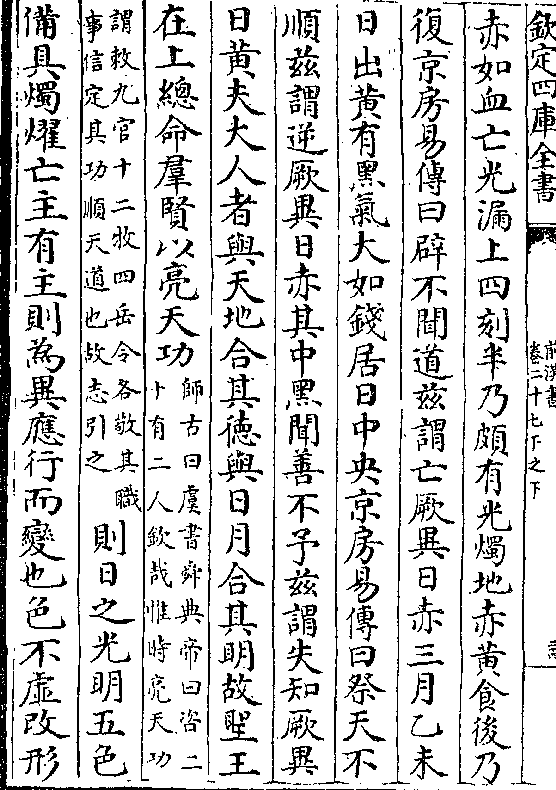 欽定四庫全書
前漢書
卷二十七下之下
赤如血亡光漏上四刻半乃頗有光燭地赤黃食後乃
復京房易傳曰辟不聞道茲謂亡厥異日赤三月乙未
日出黃有黑氣大如錢居日中央京房易傳曰祭天不
順茲謂逆厥異日赤其中黑聞善不予茲謂失知厥異
日黃夫大人者與天地合其德與日月合其明故聖王
在上總命羣賢以亮天功
師古曰虞書舜典帝曰咨二
十有二人欽哉惟時亮天功
謂敕九官十二牧四岳令各敬其職
事信定其功順天道也故志引之
則日之光明五色
備具燭燿亡主有主則為異應行而變也色不虛改形